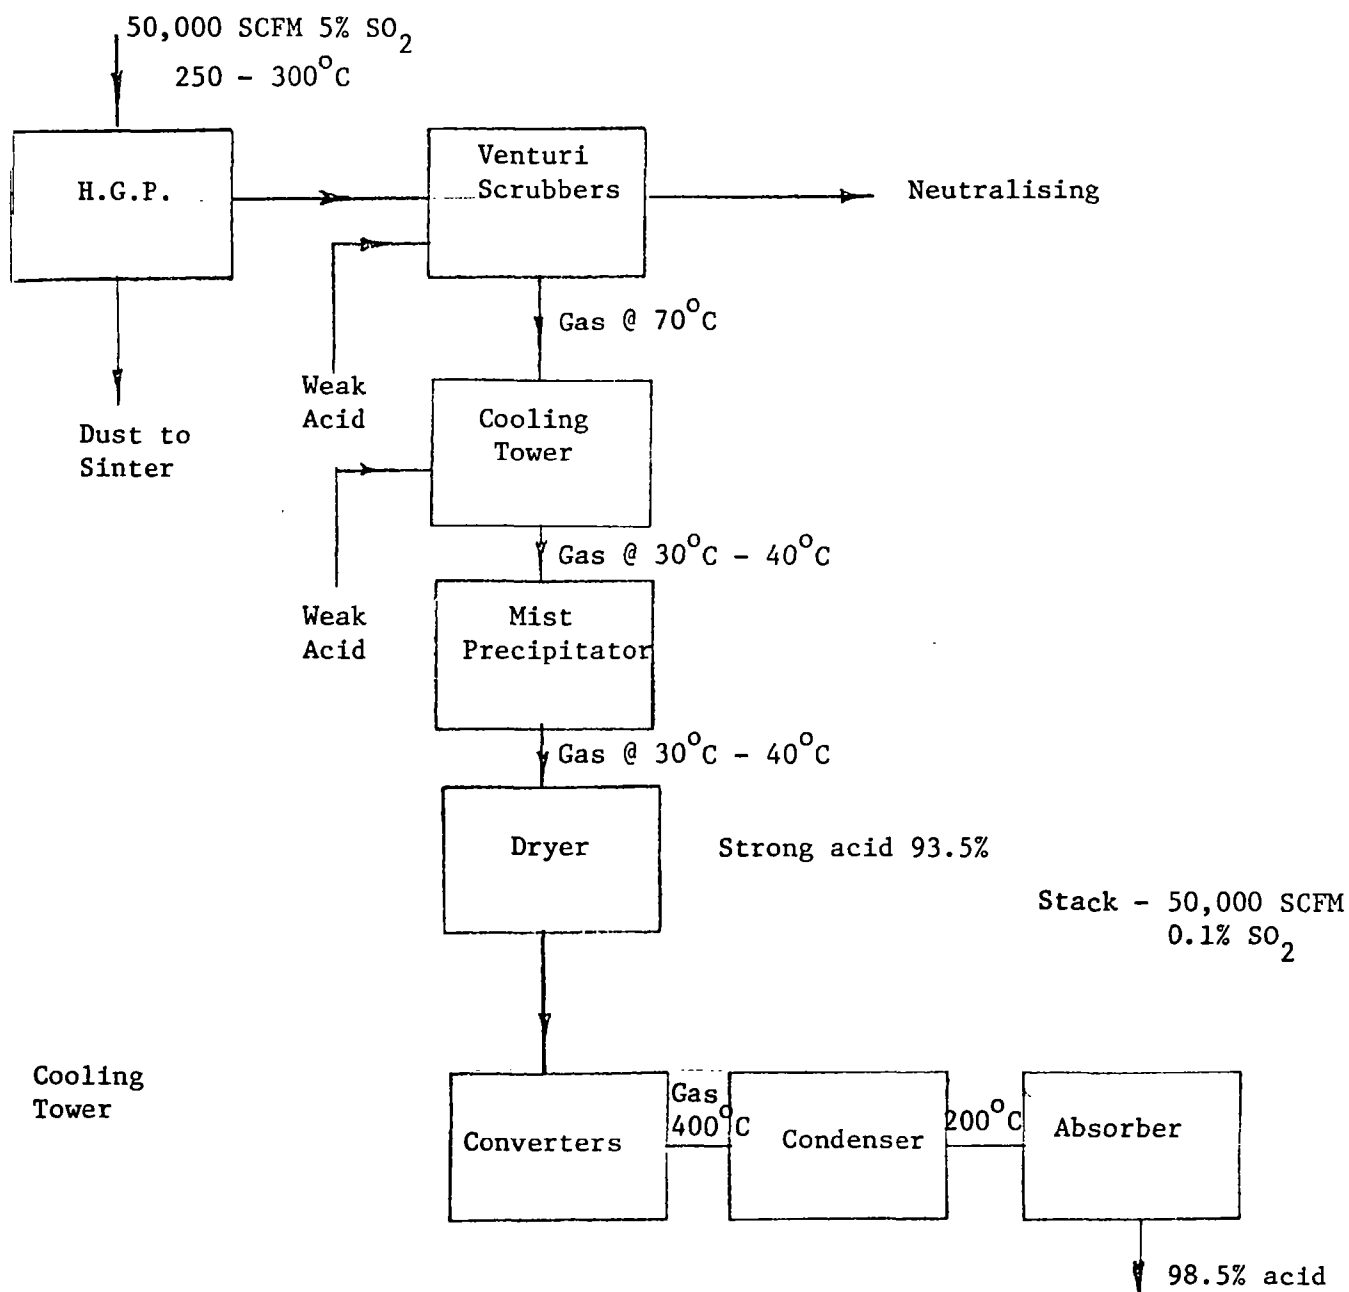 50,000 SCFM 5% SO2
250 - 300°C
H.G.P.
Venturi
Scrubbers
Neutralising
Gas @ 70°C
Weak
Acid
Cooling
Tower
Dust to
Sinter
Gas @ 30°C - 40°C
Weak
Acid
Mist
Precipitator
Gas @ 30°C - 40°C
Dryer
Strong acid 93.5%
Stack - 50,000 SCFM
0.1% SO2
Cooling
Tower
Converters
Gas
400°C
Condenser
200°C
Absorber
98.5% acid